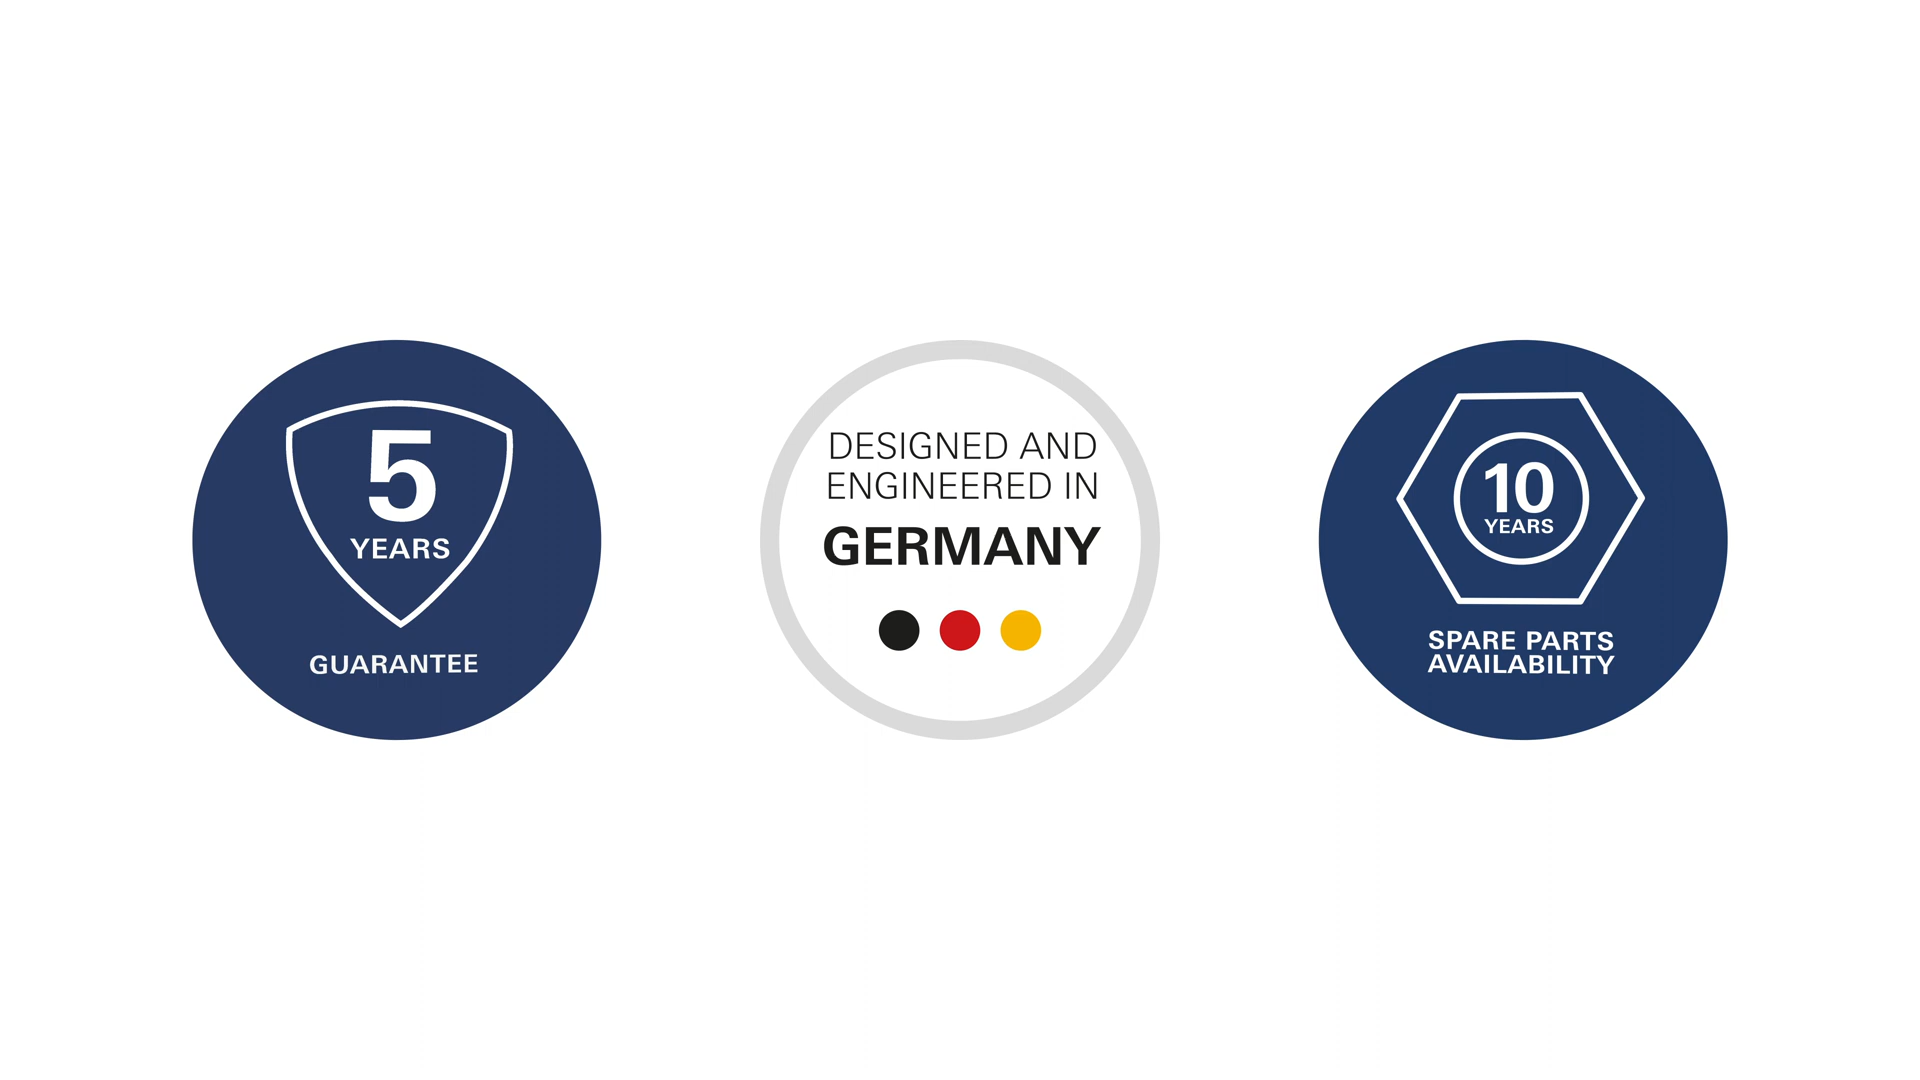 5
YEARS
GUARANTEE
DESIGNED AND
ENGINEERED IN
GERMANY
10
YEARS
SPARE PARTS
AVAILABILITY